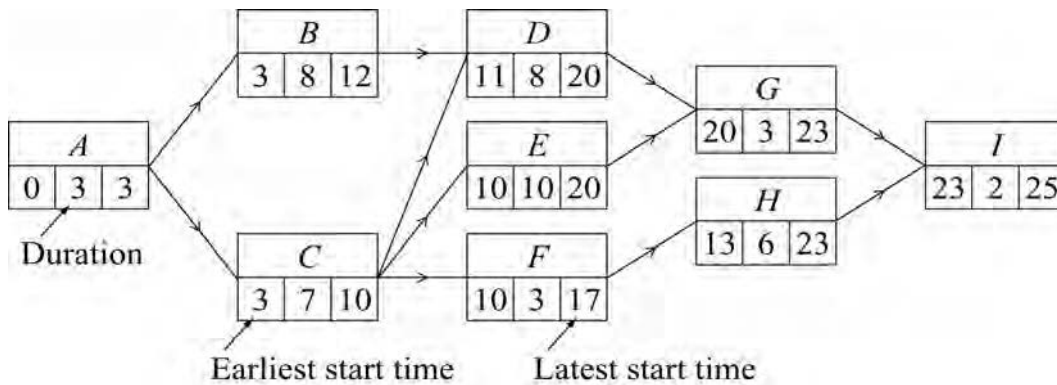 B
3 8 12
D
11 8 20
G
20 3 23
A
0 3 3
Duration
E
10 10 20
I
23 2 25
C
3 7 10
Earliest start time
F
10 3 17
Latest start time
H
13 6 23